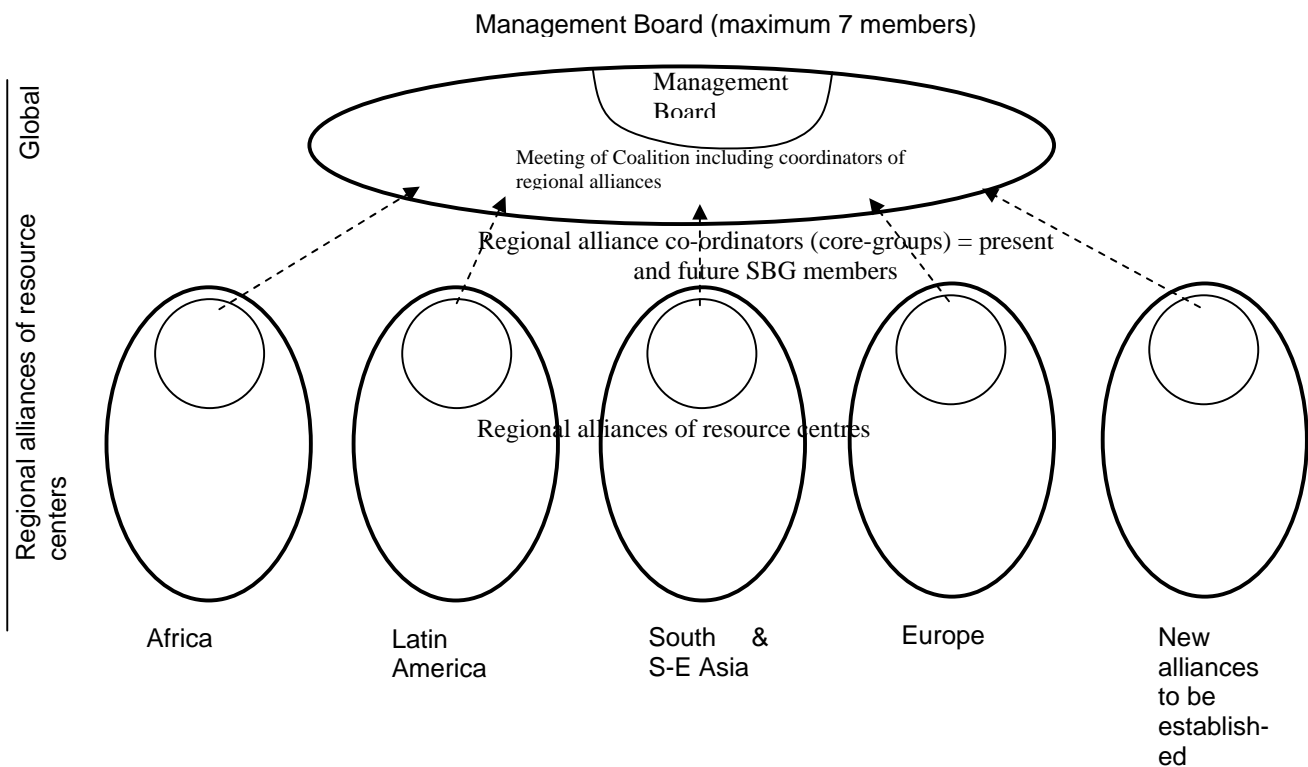 Management Board (maximum 7 members)
Global
Management
Board
Meeting of Coalition including coordinators of
regional alliances
Regional alliance co-ordinators (core-groups) = present
and future SBG members
Regional alliances of resource
centers
Regional alliances of resource centres
Africa
Latin
America
South &
S-E Asia
Europe
New
alliances
to be
establish-
ed